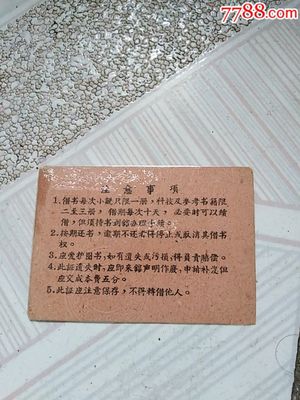 7788.com
注意事项
1.借书每次小说只限一册，科技及参考书籍限
二至三册，借期每次十天，必要时可以续
借，但须持书到馆办理手续。
2.按期还书，逾期不还者得停止或取消其借书
权。
3.应爱护图书，如有遗失或污损，得负责赔偿。
4.此证遗失时，应即来馆声明作废，申请补发但
应交成本费五分。
5.此证应注意保存，不得转借他人。